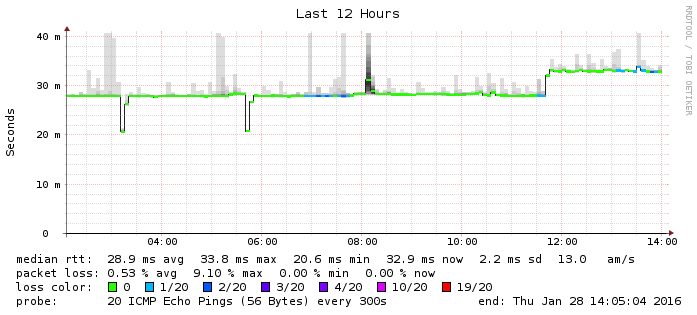 Last 12 Hours
RRDTOOL / TOBI OETIKER
Seconds
40 m
30 m
20 m
10 m
0
04:00 06:00 08:00 10:00 12:00 14:00
median rtt: 28.9 ms avg 33.8 ms max 20.6 ms min 32.9 ms now 2.2 ms sd 13.0 am/s
packet loss: 0.53 % avg 9.10 % max 0.00 % min 0.00 % now
loss color: 0 1/20 2/20 3/20 4/20 10/20 19/20
probe: 20 ICMP Echo Pings (56 Bytes) every 300s end: Thu Jan 28 14:05:04 2016